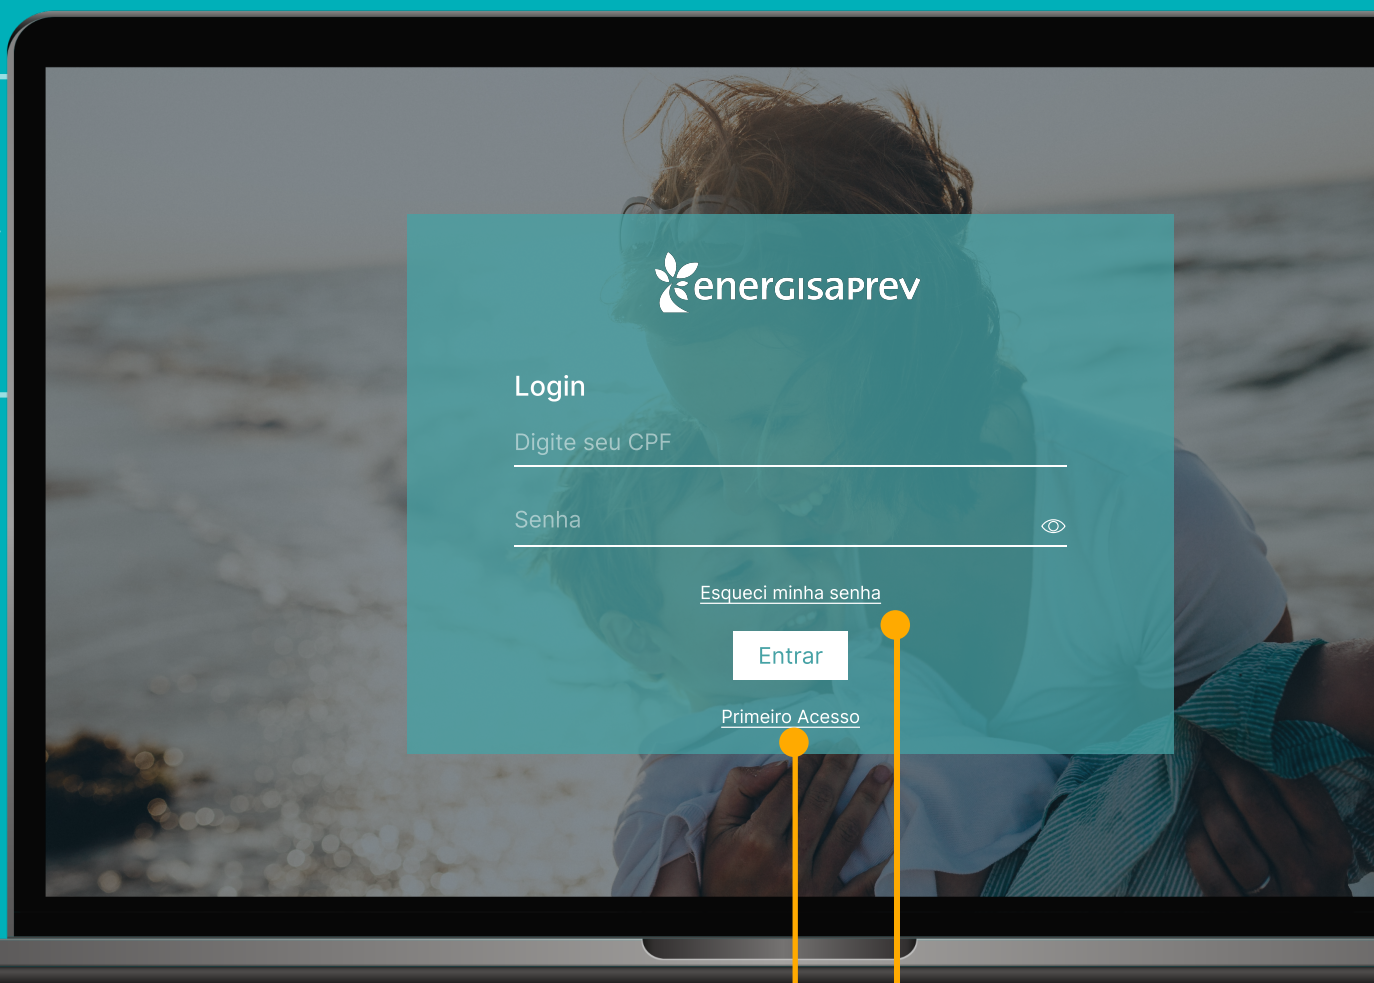 energisaprev
Login
Digite seu CPF
Senha
Esqueci minha senha
Entrar
Primeiro Acesso